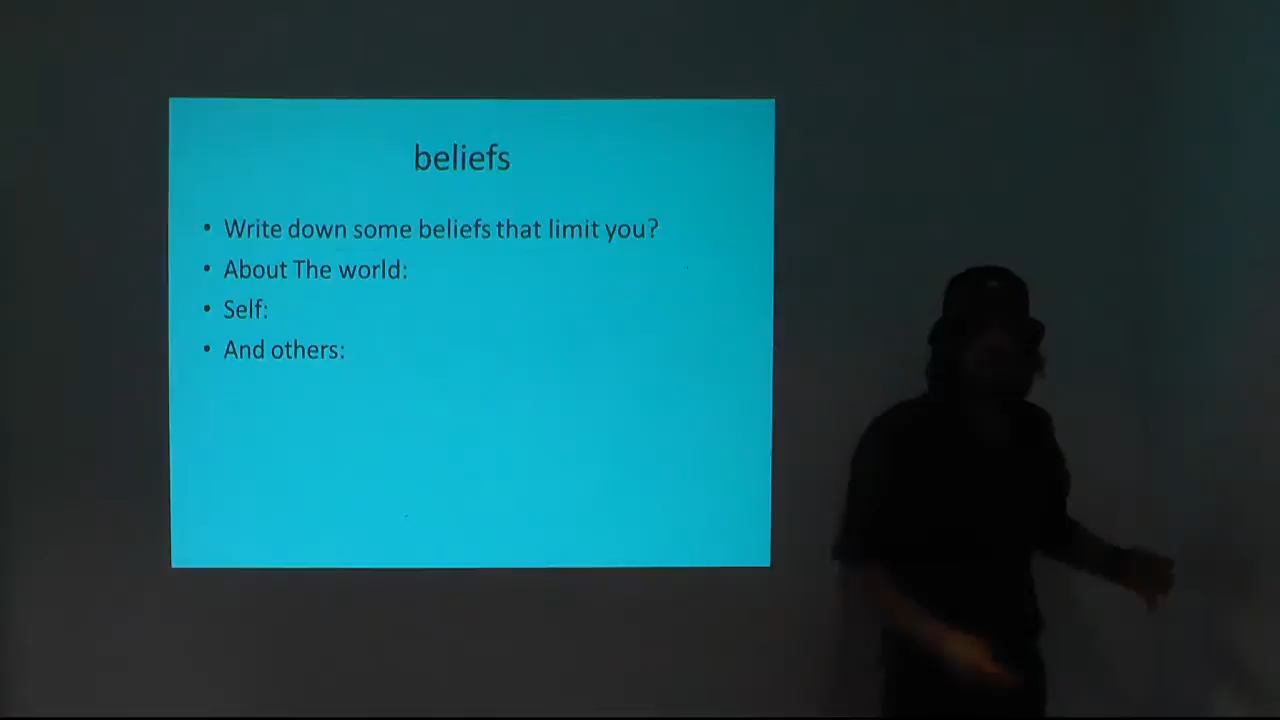 beliefs
• Write down some beliefs that limit you?
• About The world:
• Self:
• And others: